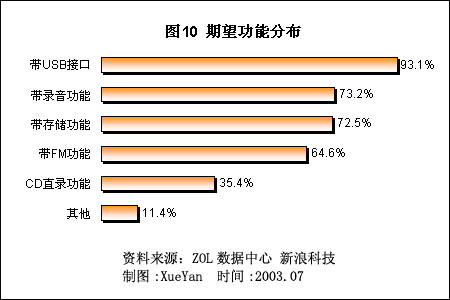 图10 期望功能分布
带USB接口 93.1%
带录音功能 73.2%
带存储功能 72.5%
带FM功能 64.6%
CD直录功能 35.4%
其他 11.4%
资料来源：ZOL数据中心 新浪科技
制图:XueYan 时间:2003.07